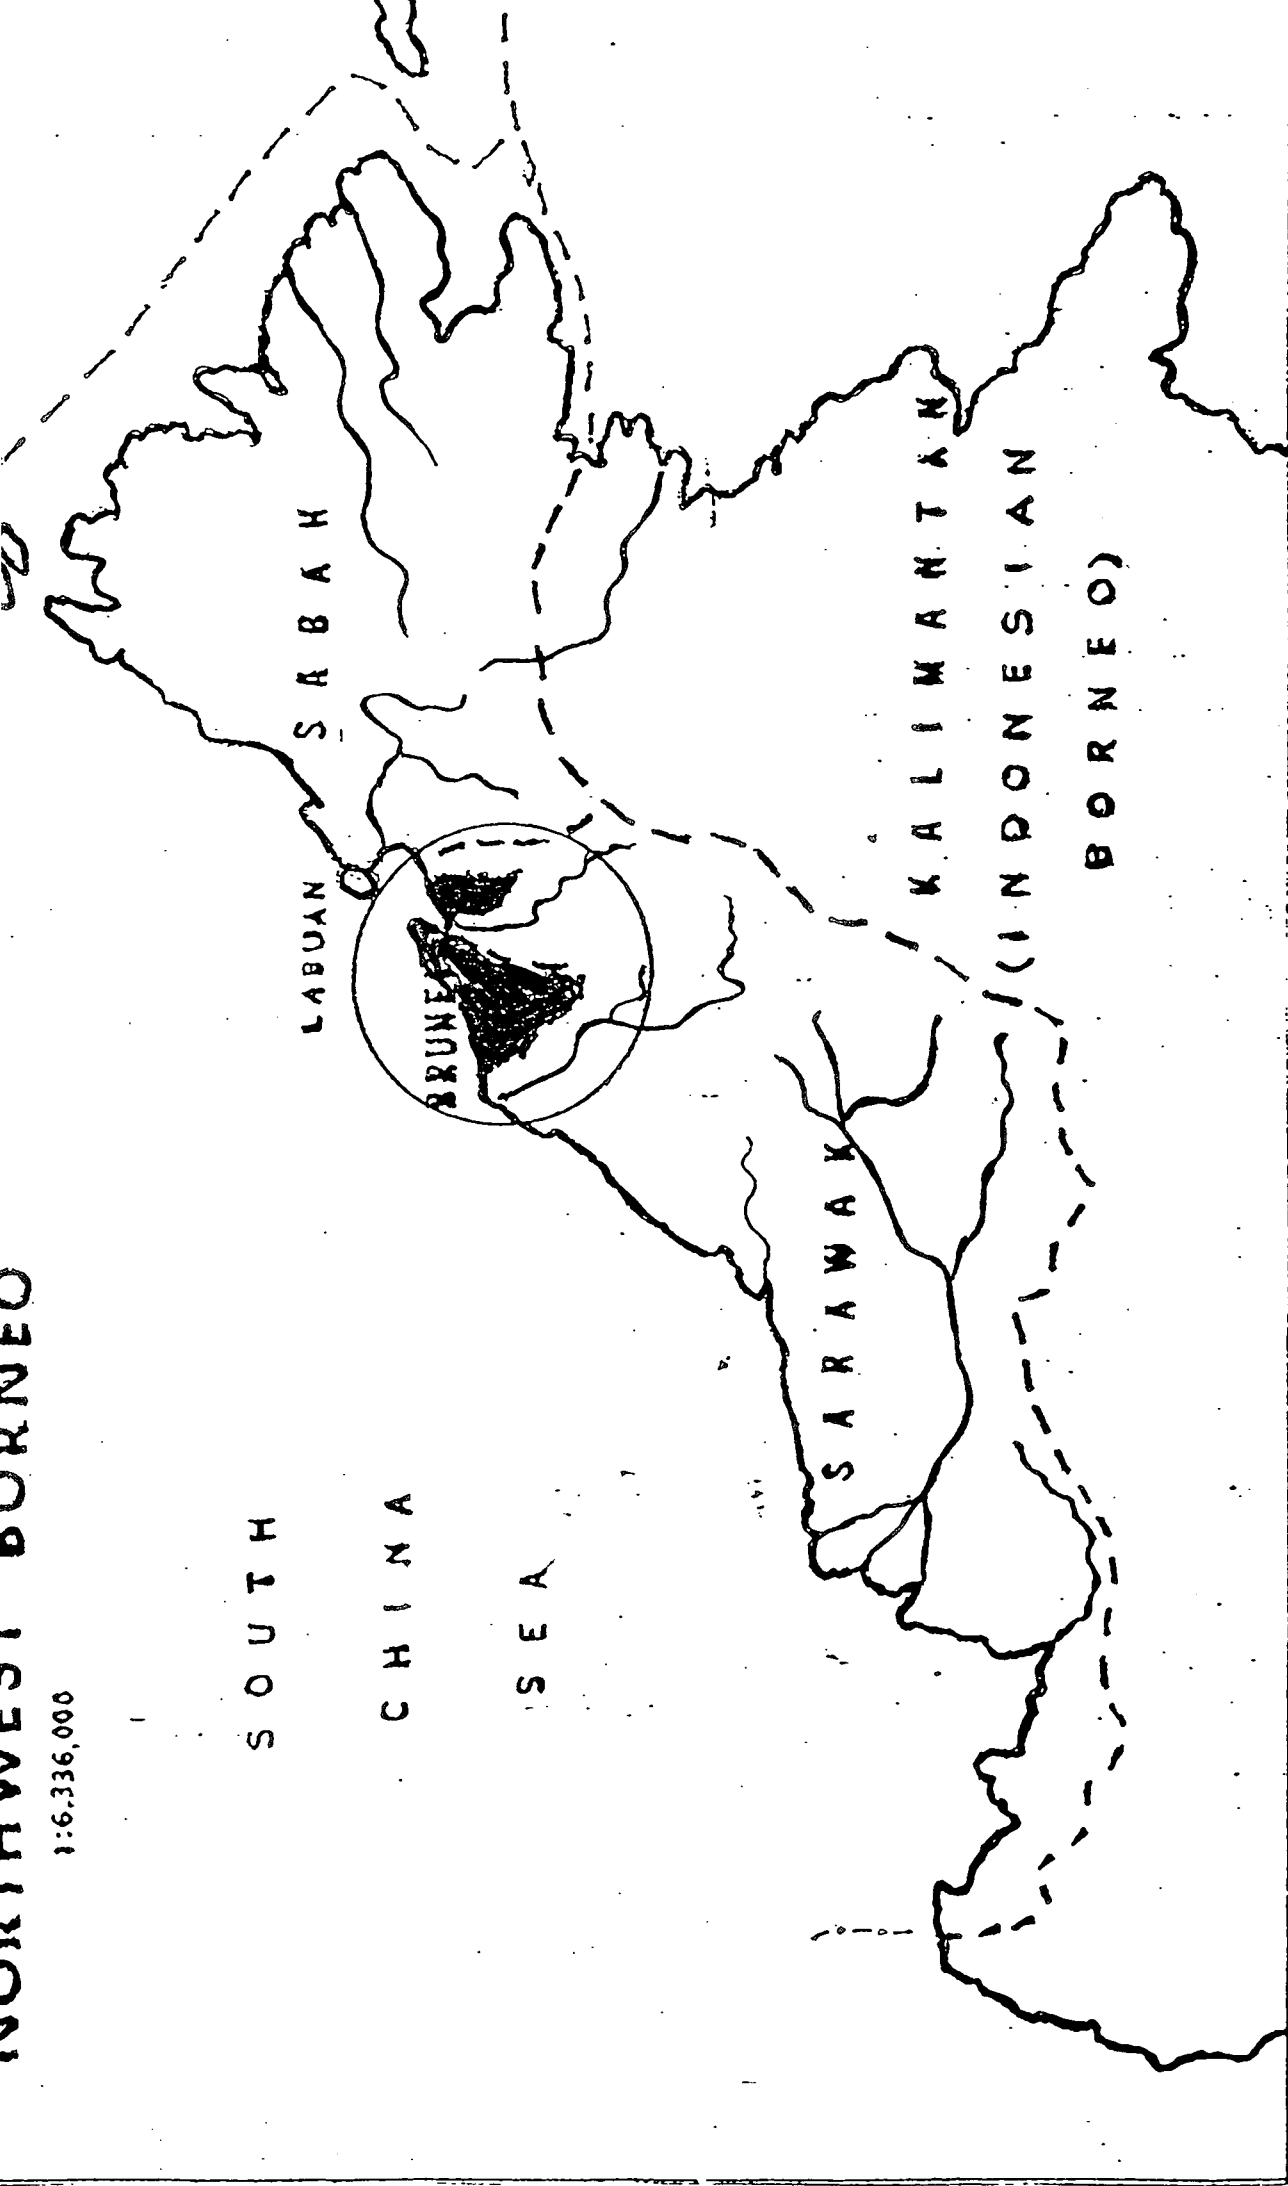 NORTHWEST BORNEO
1:6,336,000
SOUTH
CHINA
SEA
LABUAN
SABAH
BRUNEI
SARAWAK
KALIMANTAN
(INDONESIAN
BORNEO)